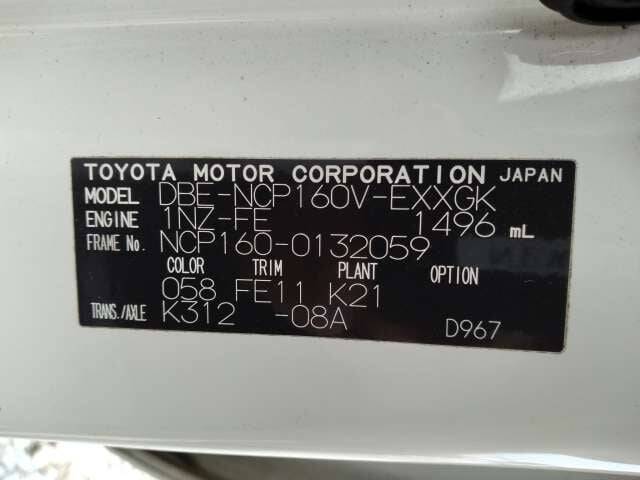 TOYOTA MOTOR CORPORATION JAPAN
MODEL DBE-NCP160V-EXXGK
ENGINE 1NZ-FE 1496 mL
FRAME No. NCP160-0132059
COLOR TRIM PLANT OPTION
058 FE11 K21
TRANS./AXLE K312 -08A
D967